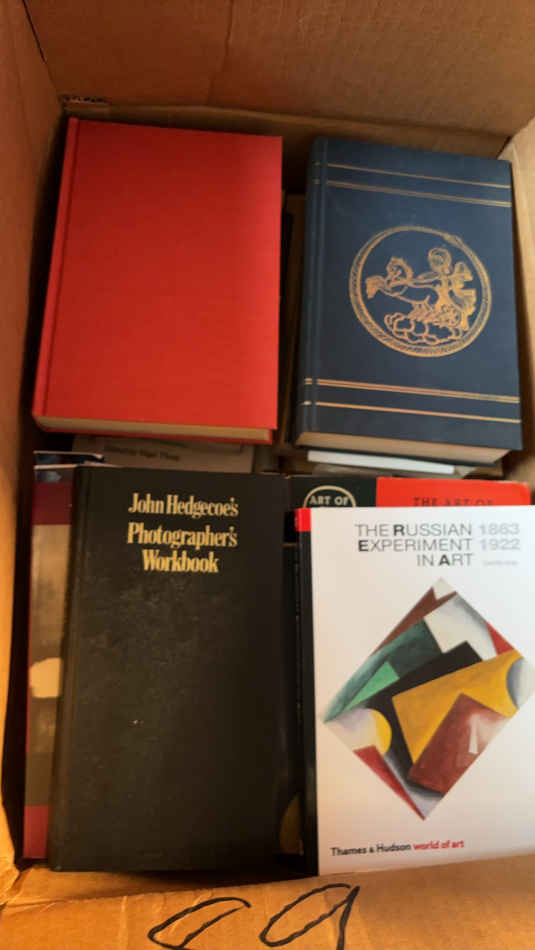 John Hedgecoe's
Photographer's
Workbook
ART OF
THE ART OF
THE RUSSIAN 1863
EXPERIMENT 1922
IN ART
Thames & Hudson world of art